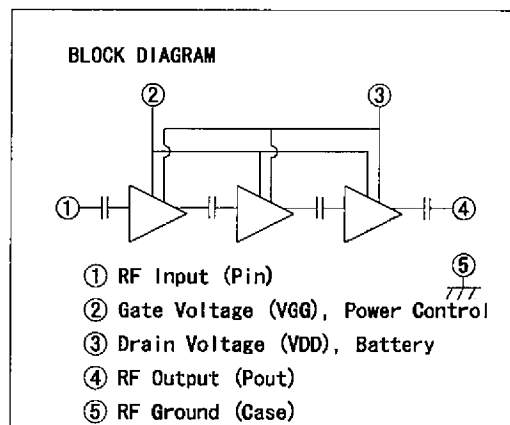 BLOCK DIAGRAM
② ③
① ④
⑤
① RF Input (Pin)
② Gate Voltage (VGG), Power Control
③ Drain Voltage (VDD), Battery
④ RF Output (Pout)
⑤ RF Ground (Case)